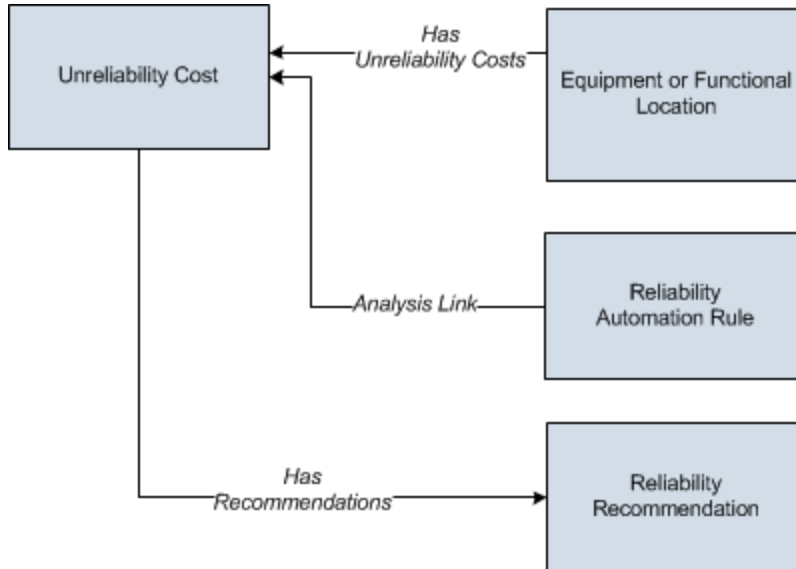 Unreliability Cost
Has
Unreliability Costs
Equipment or Functional
Location
Analysis Link
Reliability
Automation Rule
Has
Recommendations
Reliability
Recommendation